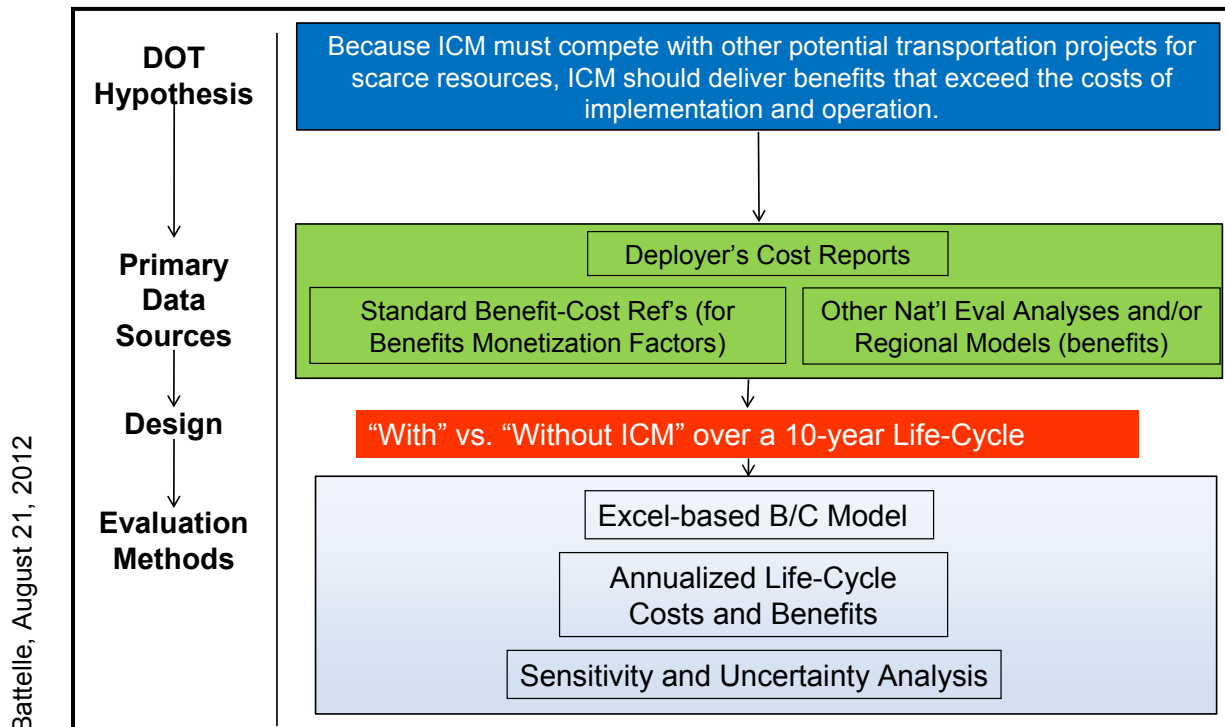 DOT
Hypothesis
Because ICM must compete with other potential transportation projects for
scarce resources, ICM should deliver benefits that exceed the costs of
implementation and operation.
Primary
Data
Sources
Deployer’s Cost Reports
Standard Benefit-Cost Ref’s (for
Benefits Monetization Factors)
Other Nat’l Eval Analyses and/or
Regional Models (benefits)
Design
“With” vs. “Without ICM” over a 10-year Life-Cycle
Evaluation
Methods
Excel-based B/C Model
Annualized Life-Cycle
Costs and Benefits
Sensitivity and Uncertainty Analysis
Battelle, August 21, 2012